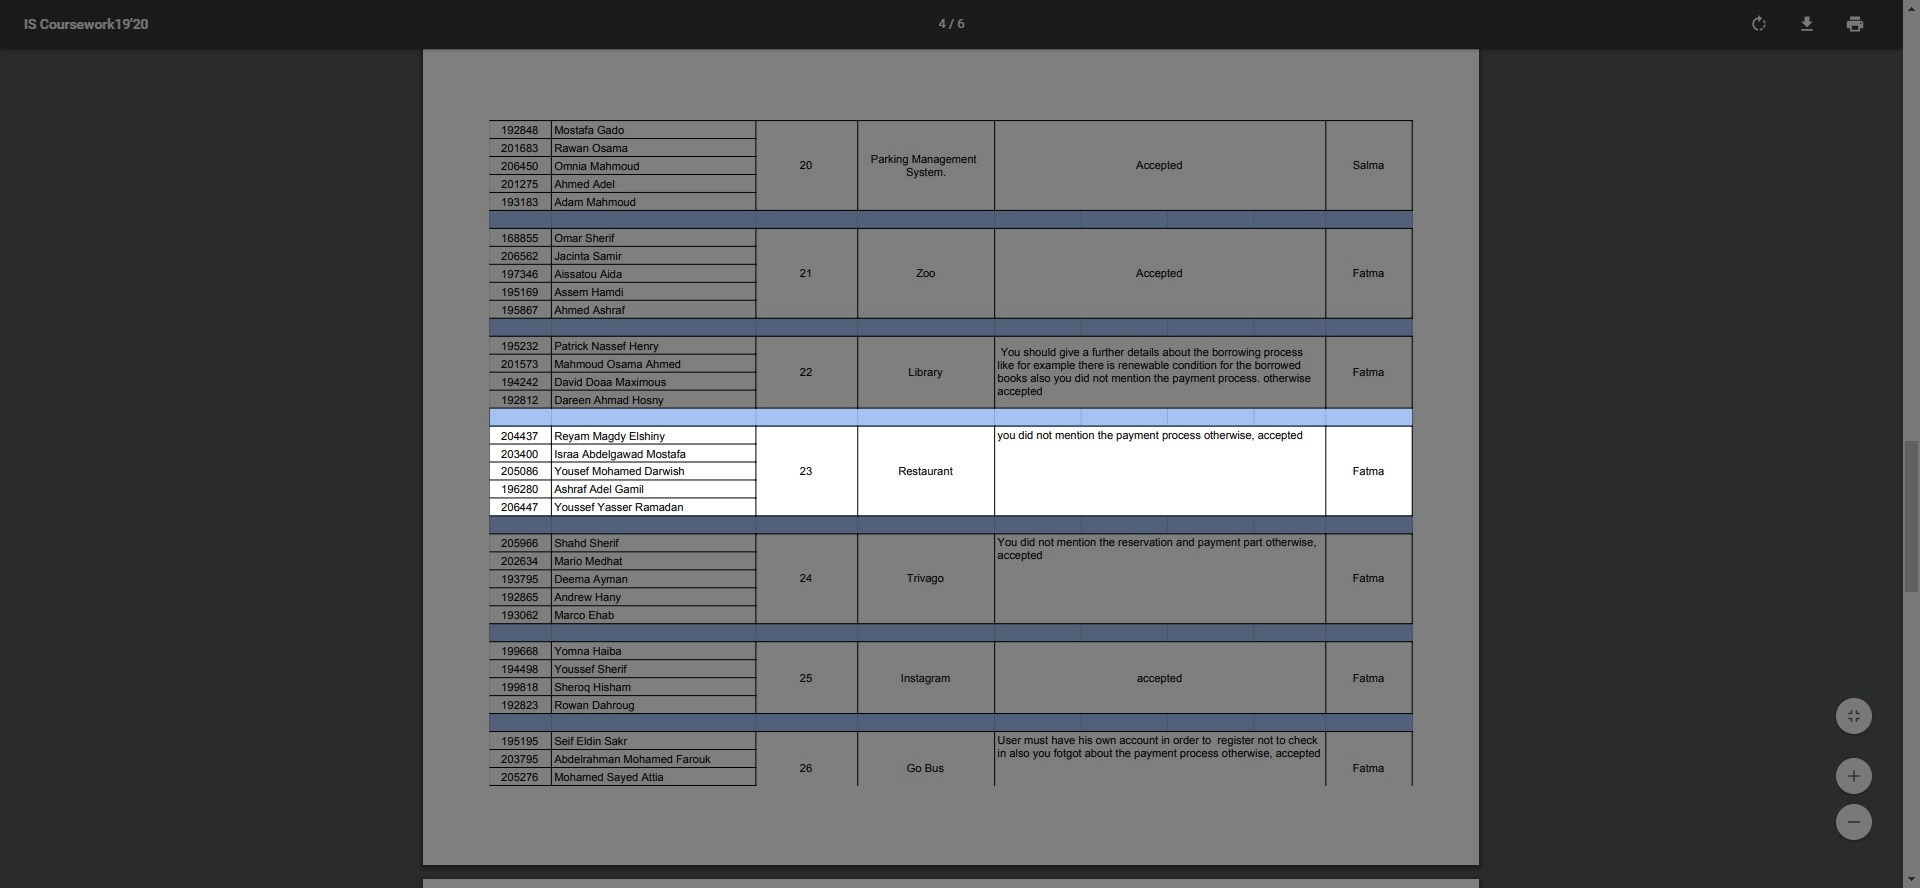 IS Coursework19'20
4 / 6
192848 Mostafa Gado
201683 Rawan Osama
206450 Omnia Mahmoud
201275 Ahmed Adel
193183 Adam Mahmoud
20
Parking Management
System.
Accepted
Salma
168855 Omar Sherif
206562 Jacinta Samir
197346 Aissatou Aida
195169 Assem Hamdi
195867 Ahmed Ashraf
21
Zoo
Accepted
Fatma
195232 Patrick Nassef Henry
201573 Mahmoud Osama Ahmed
194242 David Doaa Maximous
192812 Dareen Ahmad Hosny
22
Library
You should give a further details about the borrowing process
like for example there is renewable condition for the borrowed
books also you did not mention the payment process. otherwise
accepted
Fatma
204437 Reyam Magdy Elshiny
203400 Israa Abdelgawad Mostafa
205086 Yousef Mohamed Darwish
196280 Ashraf Adel Gamil
206447 Youssef Yasser Ramadan
23
Restaurant
you did not mention the payment process otherwise, accepted
Fatma
205966 Shahd Sherif
202634 Mario Medhat
193795 Deema Ayman
192865 Andrew Hany
193062 Marco Ehab
24
Trivago
You did not mention the reservation and payment part otherwise,
accepted
Fatma
199668 Yomna Haiba
194498 Youssef Sherif
199818 Sheroq Hisham
192823 Rowan Dahroug
25
Instagram
accepted
Fatma
195195 Seif Eldin Sakr
203795 Abdelrahman Mohamed Farouk
205276 Mohamed Sayed Attia
26
Go Bus
User must have his own account in order to register not to check
in also you fotgot about the payment process otherwise, accepted
Fatma